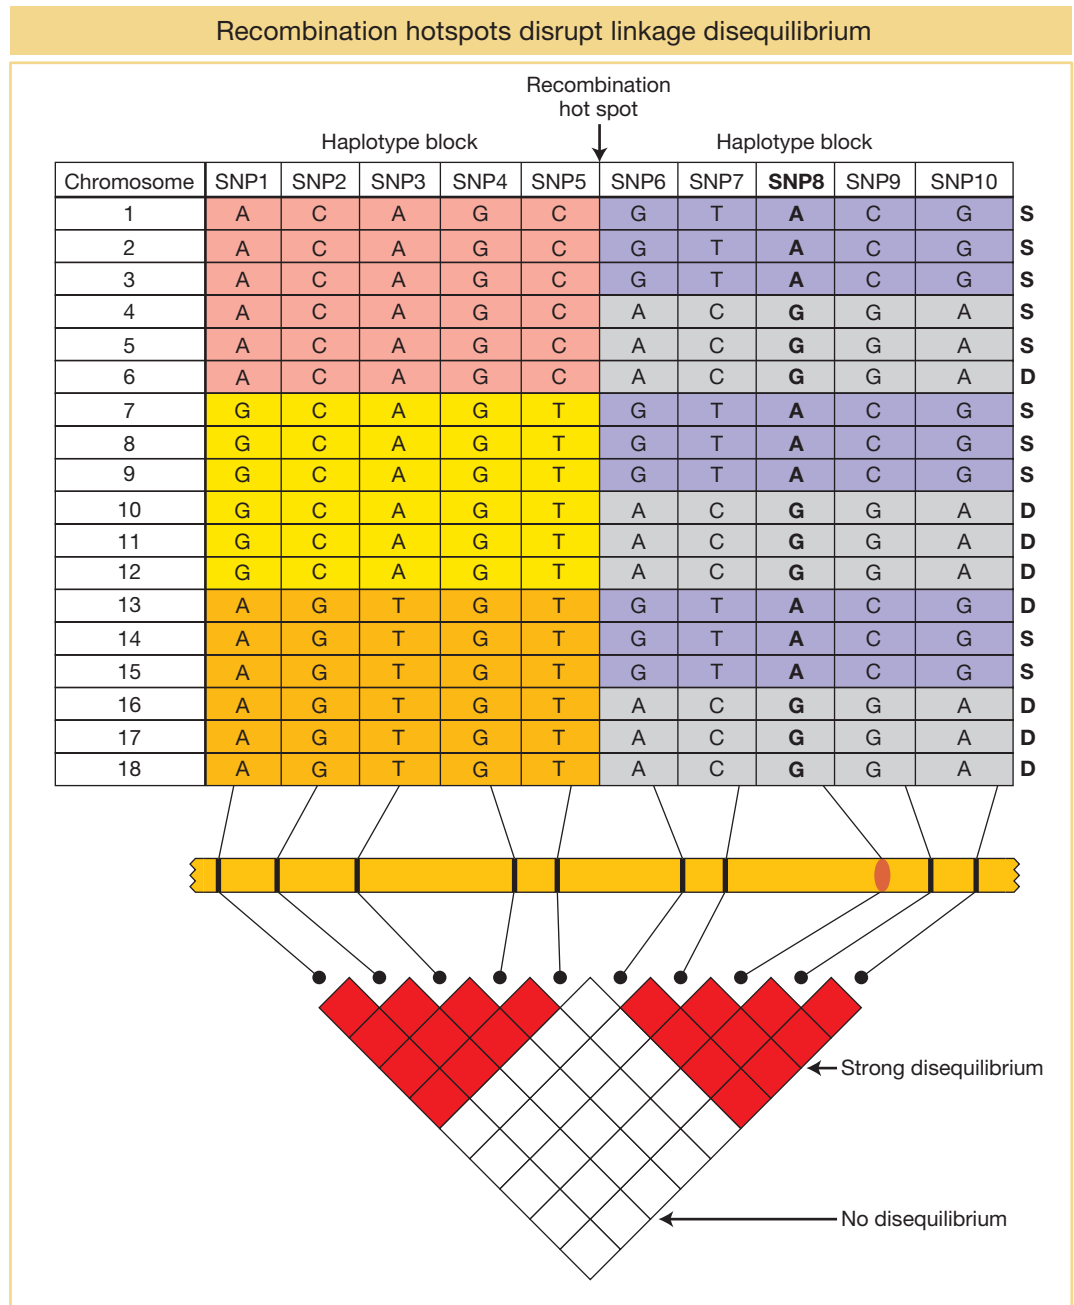 Recombination hotspots disrupt linkage disequilibrium
Recombination
hot spot
Haplotype block Haplotype block
Chromosome SNP1 SNP2 SNP3 SNP4 SNP5 SNP6 SNP7 SNP8 SNP9 SNP10
1 A C A G C G T A C G S
2 A C A G C G T A C G S
3 A C A G C G T A C G S
4 A C A G C A C G G A S
5 A C A G C A C G G A S
6 A C A G C A C G G A D
7 G C A G T G T A C G S
8 G C A G T G T A C G S
9 G C A G T G T A C G S
10 G C A G T A C G G A D
11 G C A G T A C G G A D
12 G C A G T A C G G A D
13 A G T G T G T A C G D
14 A G T G T G T A C G S
15 A G T G T G T A C G S
16 A G T G T A C G G A D
17 A G T G T A C G G A D
18 A G T G T A C G G A D
Strong disequilibrium
No disequilibrium